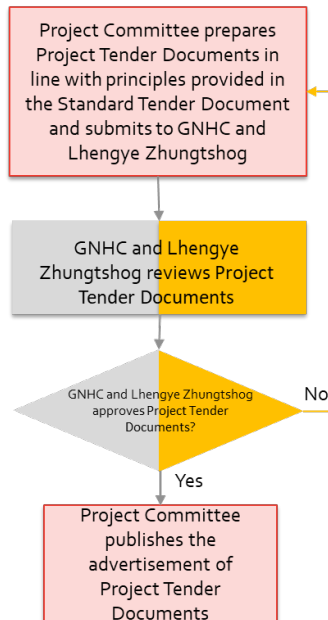 Project Committee prepares
Project Tender Documents in
line with principles provided in
the Standard Tender Document
and submits to GNHC and
Lhengye Zhungtshog
GNHC and Lhengye
Zhungtshog reviews Project
Tender Documents
GNHC and Lhengye Zhungtshog
approves Project Tender
Documents?
No
Yes
Project Committee
publishes the
advertisement of
Project Tender
Documents